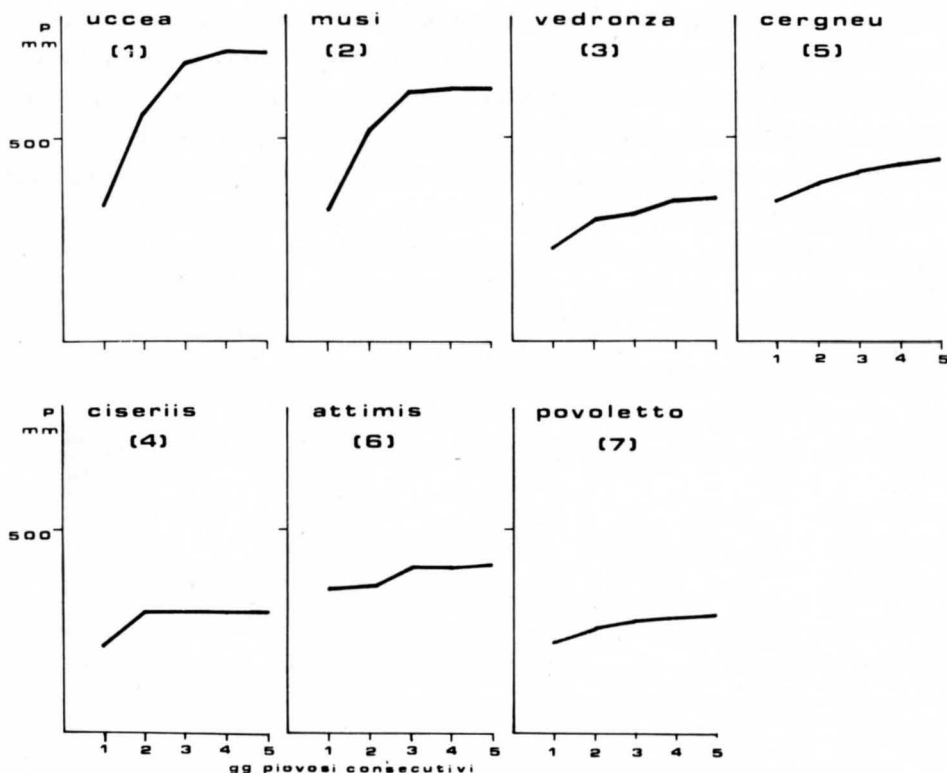 P
mm
uccea
(1)
musi
(2)
vedronza
(3)
cergneu
(5)
500
1 2 3 4 5
P
mm
ciseriis
(4)
attimis
(6)
povoletto
(7)
500
1 2 3 4 5
1 2 3 4 5
1 2 3 4 5
gg piovosi consecutivi